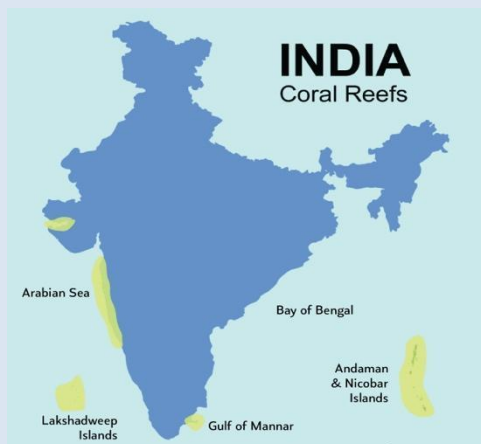 INDIA
Coral Reefs
Arabian Sea
Bay of Bengal
Andaman
& Nicobar
Islands
Lakshadweep
Islands
Gulf of Mannar